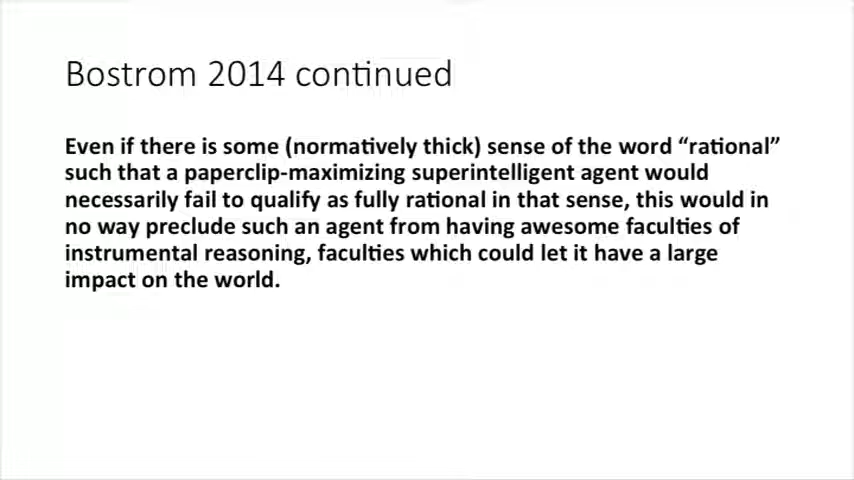 Bostrom 2014 continued
Even if there is some (normatively thick) sense of the word “rational”
such that a paperclip-maximizing superintelligent agent would
necessarily fail to qualify as fully rational in that sense, this would in
no way preclude such an agent from having awesome faculties of
instrumental reasoning, faculties which could let it have a large
impact on the world.